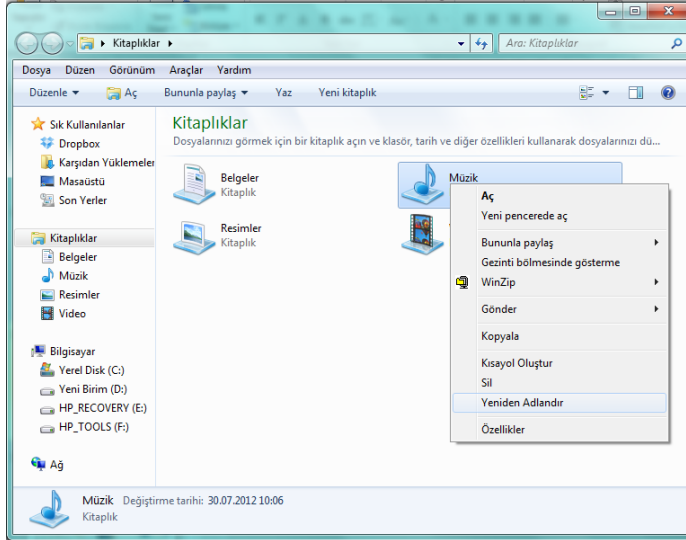 Kitaplıklar
Ara: Kitaplıklar
Dosya Düzen Görünüm Araçlar Yardım
Düzenle Aç Bununla paylaş Yaz Yeni kitaplık
Sık Kullanılanlar
Dropbox
Karşıdan Yüklemeler
Masaüstü
Son Yerler
Kitaplıklar
Belgeler
Müzik
Resimler
Video
Bilgisayar
Yerel Disk (C:)
Yeni Birim (D:)
HP_RECOVERY (E:)
HP_TOOLS (F:)
Ağ
Kitaplıklar
Dosyalarınızı görmek için bir kitaplık açın ve klasör, tarih ve diğer özellikleri kullanarak dosyalarınızı dü...
Belgeler
Kitaplık
Müzik
Resimler
Kitaplık
Aç
Yeni pencerede aç
Bununla paylaş
Gezinti bölmesinde gösterme
WinZip
Gönder
Kopyala
Kısayol Oluştur
Sil
Yeniden Adlandır
Özellikler
Müzik Değiştirme tarihi: 30.07.2012 10:06
Kitaplık